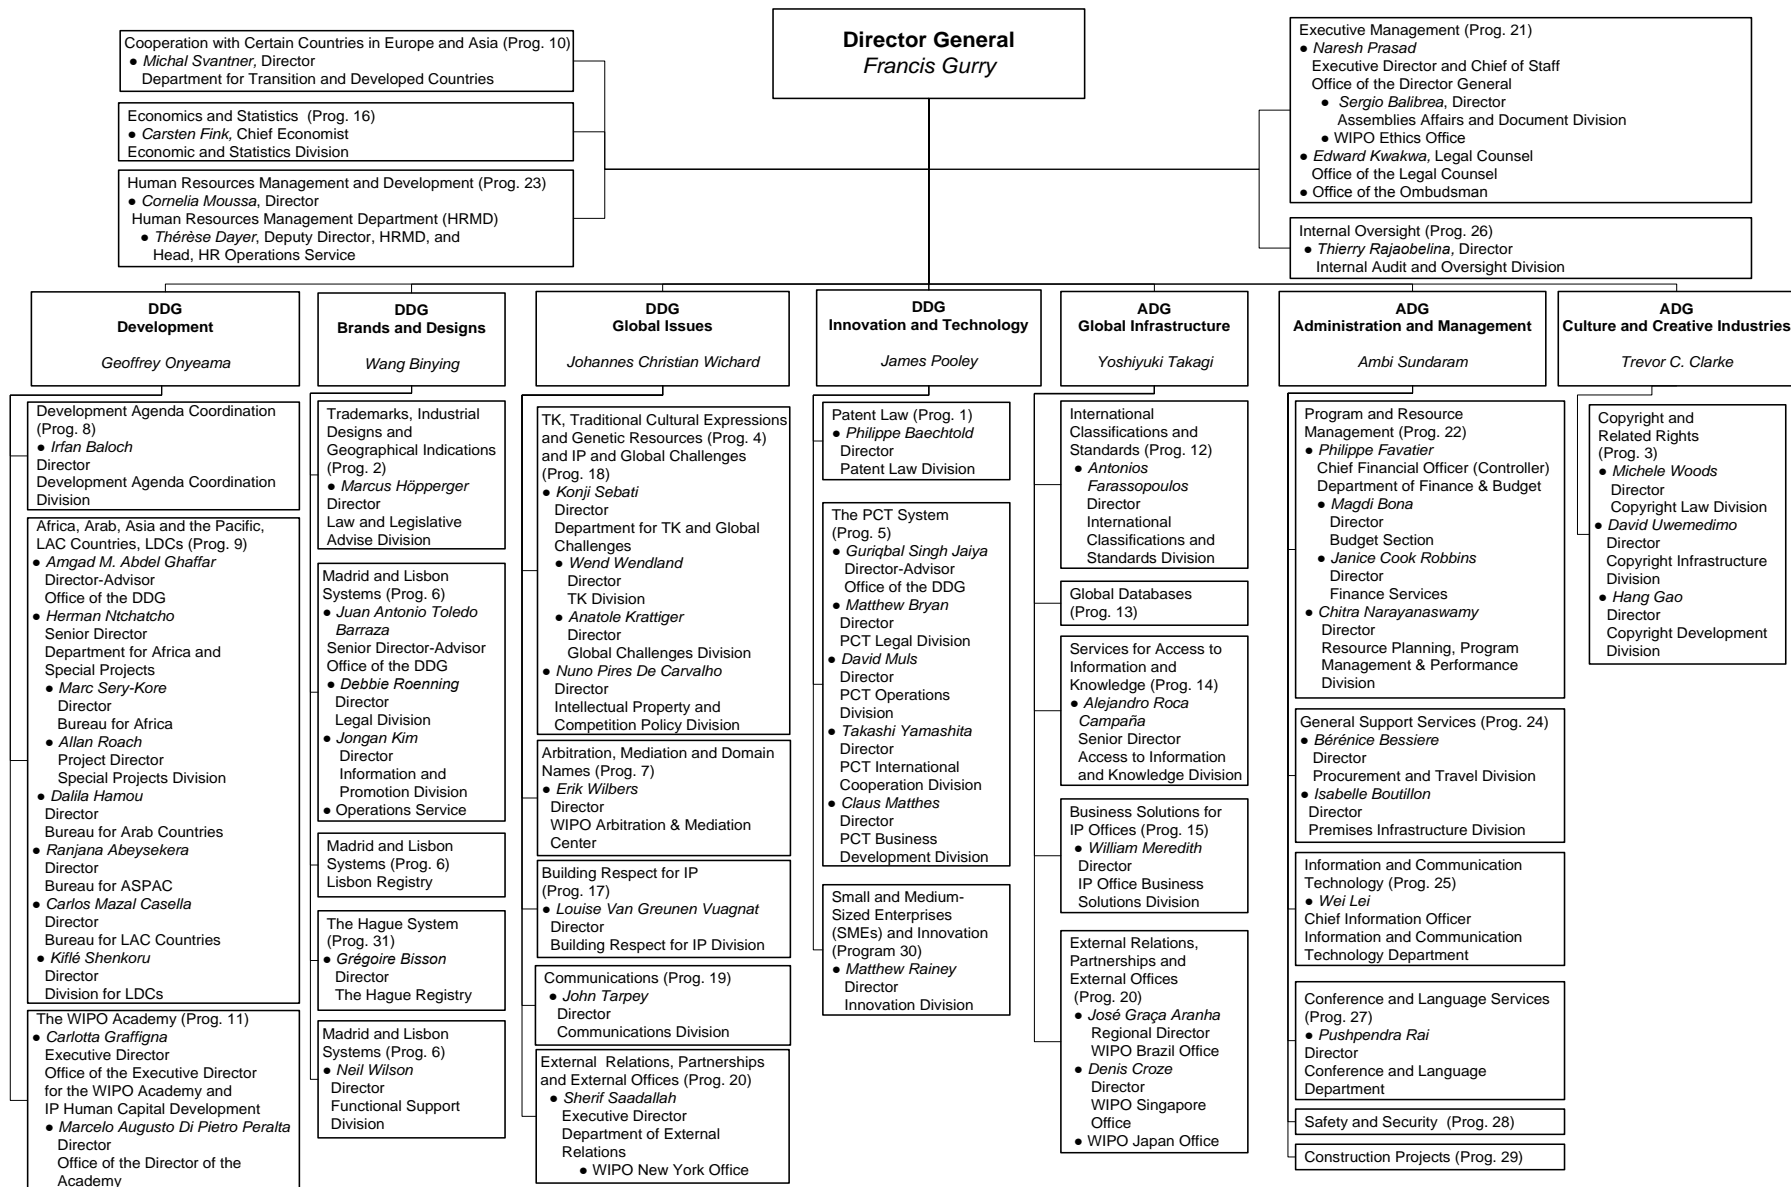 Director General
Francis Gurry
Cooperation with Certain Countries in Europe and Asia (Prog. 10)
● Michal Svantner, Director
Department for Transition and Developed Countries
Economics and Statistics (Prog. 16)
● Carsten Fink, Chief Economist
Economic and Statistics Division
Human Resources Management and Development (Prog. 23)
● Cornelia Moussa, Director
Human Resources Management Department (HRMD)
● Thérèse Dayer, Deputy Director, HRMD, and
Head, HR Operations Service
Executive Management (Prog. 21)
● Naresh Prasad
Executive Director and Chief of Staff
Office of the Director General
● Sergio Balibrea, Director
Assemblies Affairs and Document Division
● WIPO Ethics Office
● Edward Kwakwa, Legal Counsel
Office of the Legal Counsel
● Office of the Ombudsman
Internal Oversight (Prog. 26)
● Thierry Rajaobelina, Director
Internal Audit and Oversight Division
DDG
Development
Geoffrey Onyeama
Development Agenda Coordination
(Prog. 8)
● Irfan Baloch
Director
Development Agenda Coordination
Division
Africa, Arab, Asia and the Pacific,
LAC Countries, LDCs (Prog. 9)
● Amgad M. Abdel Ghaffar
Director-Advisor
Office of the DDG
● Herman Ntchatcho
Senior Director
Department for Africa and
Special Projects
● Marc Sery-Kore
Director
Bureau for Africa
● Allan Roach
Project Director
Special Projects Division
● Dalila Hamou
Director
Bureau for Arab Countries
● Ranjana Abeysekera
Director
Bureau for ASPAC
● Carlos Mazal Casella
Director
Bureau for LAC Countries
● Kiflé Shenkoru
Director
Division for LDCs
The WIPO Academy (Prog. 11)
● Carlotta Graffigna
Executive Director
Office of the Executive Director
for the WIPO Academy and
IP Human Capital Development
● Marcelo Augusto Di Pietro Peralta
Director
Office of the Director of the
Academy
DDG
Brands and Designs
Wang Binying
Trademarks, Industrial
Designs and
Geographical Indications
(Prog. 2)
● Marcus Höpperger
Director
Law and Legislative
Advise Division
Madrid and Lisbon
Systems (Prog. 6)
● Juan Antonio Toledo
Barraza
Senior Director-Advisor
Office of the DDG
● Debbie Roenning
Director
Legal Division
● Jongan Kim
Director
Information and
Promotion Division
● Operations Service
Madrid and Lisbon
Systems (Prog. 6)
Lisbon Registry
The Hague System
(Prog. 31)
● Grégoire Bisson
Director
The Hague Registry
Madrid and Lisbon
Systems (Prog. 6)
● Neil Wilson
Director
Functional Support
Division
DDG
Global Issues
Johannes Christian Wichard
TK, Traditional Cultural Expressions
and Genetic Resources (Prog. 4)
and IP and Global Challenges
(Prog. 18)
● Konji Sebati
Director
Department for TK and Global
Challenges
● Wend Wendland
Director
TK Division
● Anatole Krattiger
Director
Global Challenges Division
● Nuno Pires De Carvalho
Director
Intellectual Property and
Competition Policy Division
Arbitration, Mediation and Domain
Names (Prog. 7)
● Erik Wilbers
Director
WIPO Arbitration & Mediation
Center
Building Respect for IP
(Prog. 17)
● Louise Van Greunen Vuagnat
Director
Building Respect for IP Division
Communications (Prog. 19)
● John Tarpey
Director
Communications Division
External Relations, Partnerships
and External Offices (Prog. 20)
● Sherif Saadallah
Executive Director
Department of External
Relations
● WIPO New York Office
DDG
Innovation and Technology
James Pooley
Patent Law (Prog. 1)
● Philippe Baechtold
Director
Patent Law Division
The PCT System
(Prog. 5)
● Guriqbal Singh Jaiya
Director-Advisor
Office of the DDG
● Matthew Bryan
Director
PCT Legal Division
● David Muls
Director
PCT Operations
Division
● Takashi Yamashita
Director
PCT International
Cooperation Division
● Claus Matthes
Director
PCT Business
Development Division
Small and Medium-
Sized Enterprises
(SMEs) and Innovation
(Program 30)
● Matthew Rainey
Director
Innovation Division
ADG
Global Infrastructure
Yoshiyuki Takagi
International
Classifications and
Standards (Prog. 12)
● Antonios
Farassopoulos
Director
International
Classifications and
Standards Division
Global Databases
(Prog. 13)
Services for Access to
Information and
Knowledge (Prog. 14)
● Alejandro Roca
Campaña
Senior Director
Access to Information
and Knowledge Division
Business Solutions for
IP Offices (Prog. 15)
● William Meredith
Director
IP Office Business
Solutions Division
External Relations,
Partnerships and
External Offices
(Prog. 20)
● José Graça Aranha
Regional Director
WIPO Brazil Office
● Denis Croze
Director
WIPO Singapore
Office
● WIPO Japan Office
ADG
Administration and Management
Ambi Sundaram
Program and Resource
Management (Prog. 22)
● Philippe Favatier
Chief Financial Officer (Controller)
Department of Finance & Budget
● Magdi Bona
Director
Budget Section
● Janice Cook Robbins
Director
Finance Services
● Chitra Narayanaswamy
Director
Resource Planning, Program
Management & Performance
Division
General Support Services (Prog. 24)
● Bérénice Bessiere
Director
Procurement and Travel Division
● Isabelle Boutillon
Director
Premises Infrastructure Division
Information and Communication
Technology (Prog. 25)
● Wei Lei
Chief Information Officer
Information and Communication
Technology Department
Conference and Language Services
(Prog. 27)
● Pushpendra Rai
Director
Conference and Language
Department
Safety and Security (Prog. 28)
Construction Projects (Prog. 29)
ADG
Culture and Creative Industries
Trevor C. Clarke
Copyright and
Related Rights
(Prog. 3)
● Michele Woods
Director
Copyright Law Division
● David Uwemedimo
Director
Copyright Infrastructure
Division
● Hang Gao
Director
Copyright Development
Division